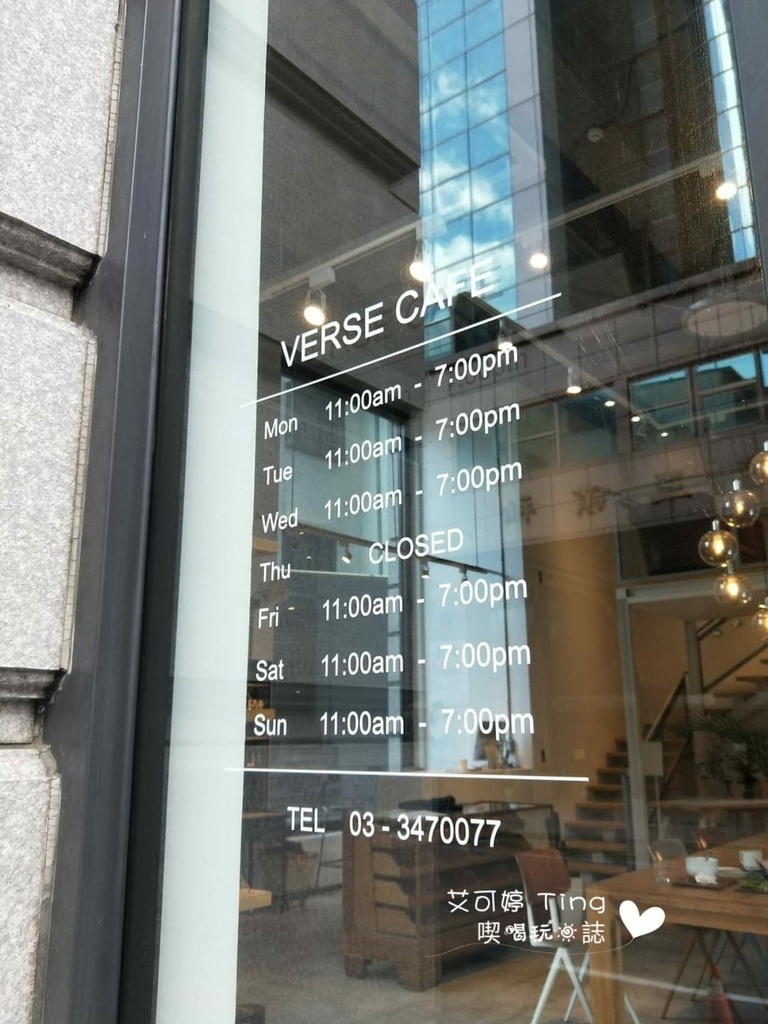 VERSE CAFE
Mon 11:00am - 7:00pm
Tue 11:00am - 7:00pm
Wed 11:00am - 7:00pm
Thu CLOSED
Fri 11:00am - 7:00pm
Sat 11:00am - 7:00pm
Sun 11:00am - 7:00pm
TEL 03 - 3470077
艾可婷 Ting
喫喝玩樂誌